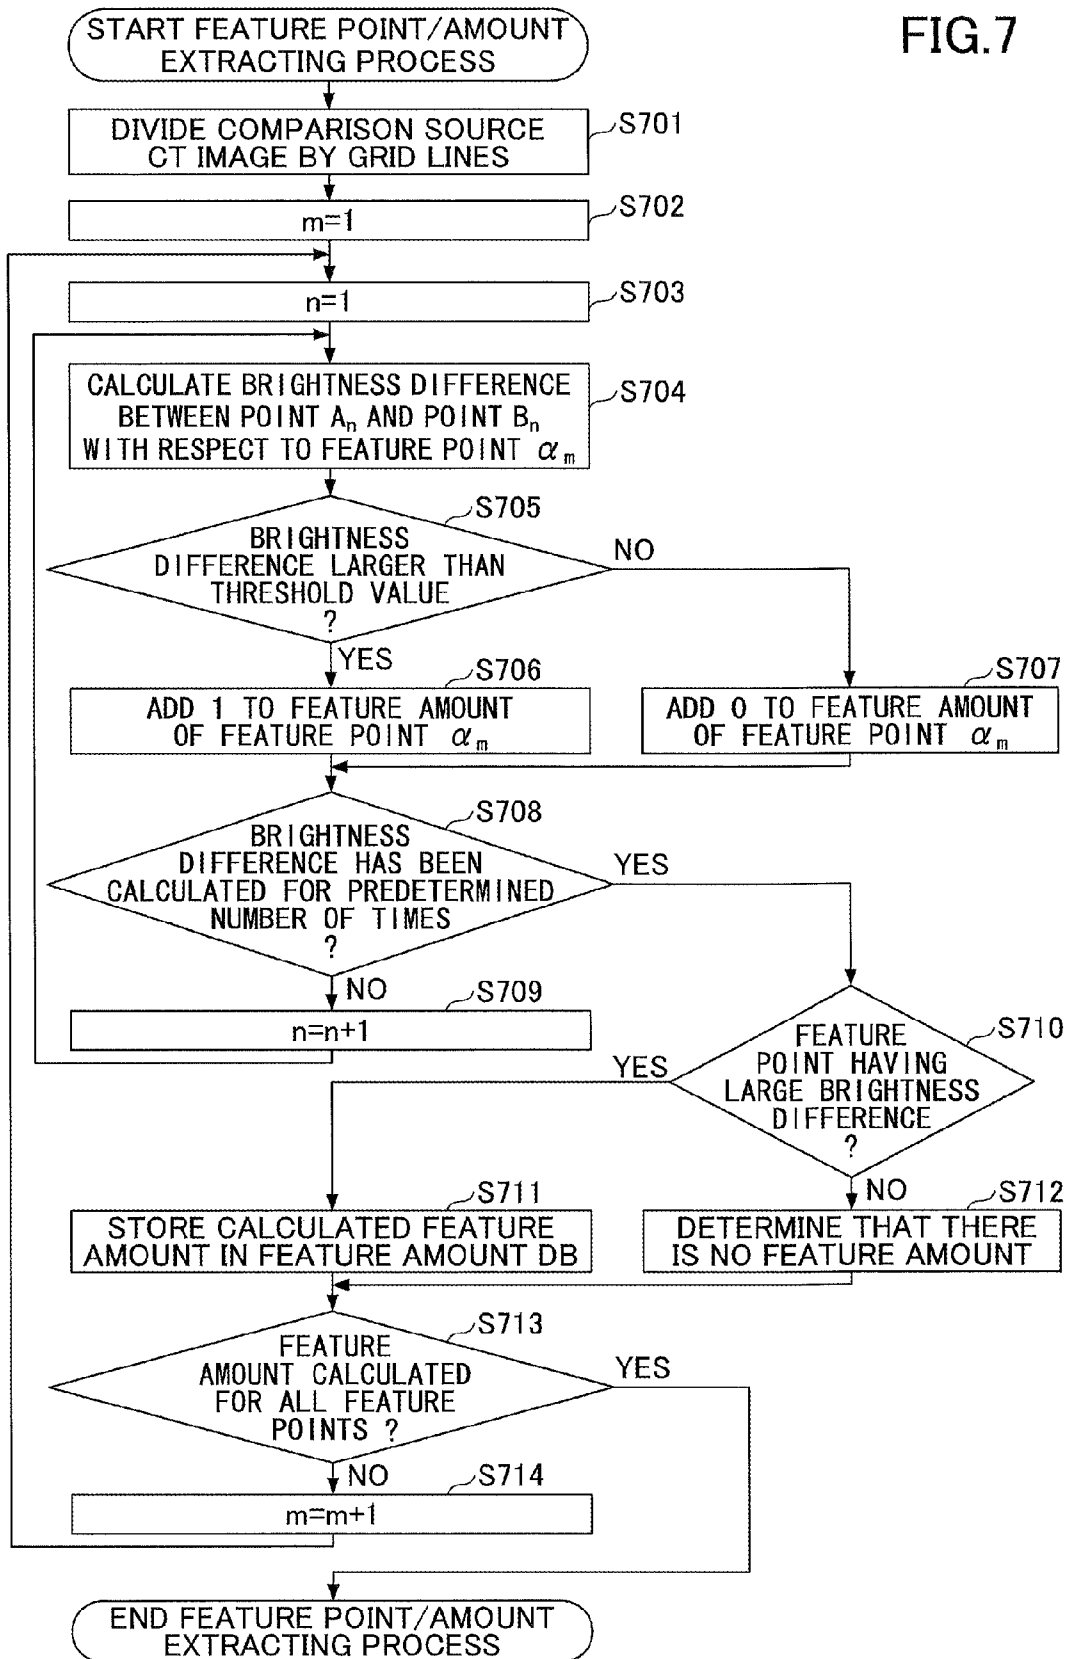 FIG.7
START FEATURE POINT/AMOUNT
EXTRACTING PROCESS
S701
DIVIDE COMPARISON SOURCE
CT IMAGE BY GRID LINES
S702
m=1
S703
n=1
S704
CALCULATE BRIGHTNESS DIFFERENCE
BETWEEN POINT Aₙ AND POINT Bₙ
WITH RESPECT TO FEATURE POINT αₘ
S705
BRIGHTNESS
DIFFERENCE LARGER THAN
THRESHOLD VALUE
?
NO
YES
S706
ADD 1 TO FEATURE AMOUNT
OF FEATURE POINT αₘ
S707
ADD 0 TO FEATURE AMOUNT
OF FEATURE POINT αₘ
S708
BRIGHTNESS
DIFFERENCE HAS BEEN
CALCULATED FOR PREDETERMINED
NUMBER OF TIMES
?
YES
NO
S709
n=n+1
S710
FEATURE
POINT HAVING
LARGE BRIGHTNESS
DIFFERENCE
?
YES
NO
S711
STORE CALCULATED FEATURE
AMOUNT IN FEATURE AMOUNT DB
S712
DETERMINE THAT THERE
IS NO FEATURE AMOUNT
S713
FEATURE
AMOUNT CALCULATED
FOR ALL FEATURE
POINTS ?
YES
NO
S714
m=m+1
END FEATURE POINT/AMOUNT
EXTRACTING PROCESS